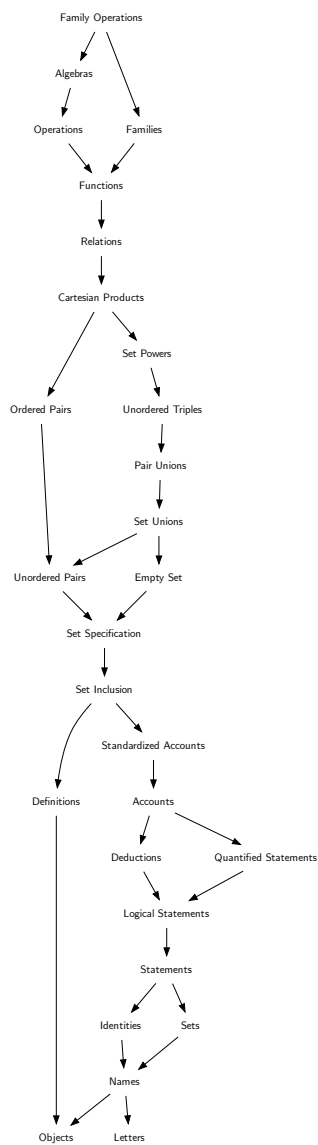 Family Operations
Algebras
Operations
Families
Functions
Relations
Cartesian Products
Set Powers
Ordered Pairs
Unordered Triples
Pair Unions
Set Unions
Unordered Pairs
Empty Set
Set Specification
Set Inclusion
Standardized Accounts
Definitions
Accounts
Deductions
Quantified Statements
Logical Statements
Statements
Identities
Sets
Names
Objects
Letters